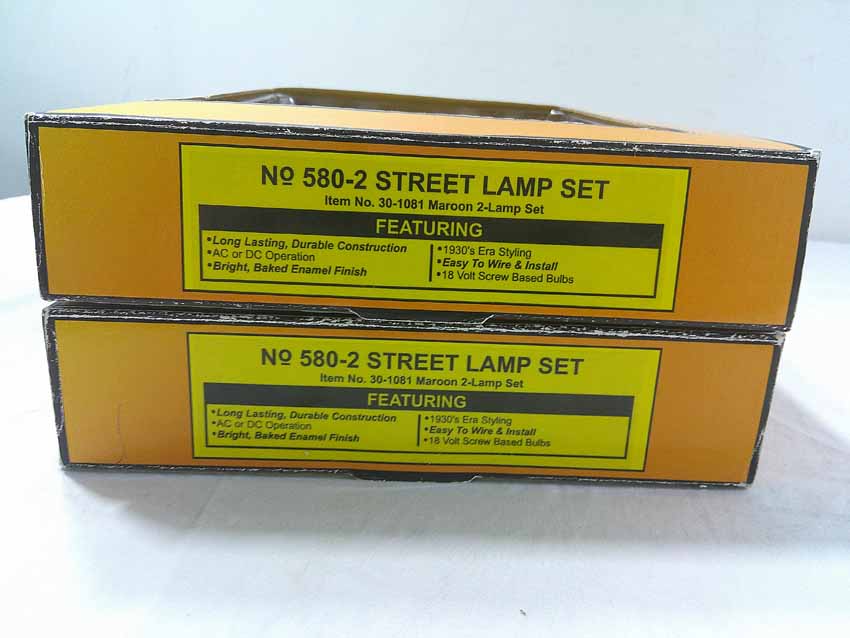 Nº 580-2 STREET LAMP SET
Item No. 30-1081 Maroon 2-Lamp Set
FEATURING
•Long Lasting, Durable Construction
•AC or DC Operation
•Bright, Baked Enamel Finish
•1930's Era Styling
•Easy To Wire & Install
•18 Volt Screw Based Bulbs
Nº 580-2 STREET LAMP SET
Item No. 30-1081 Maroon 2-Lamp Set
FEATURING
•Long Lasting, Durable Construction
•AC or DC Operation
•Bright, Baked Enamel Finish
•1930's Era Styling
•Easy To Wire & Install
•18 Volt Screw Based Bulbs